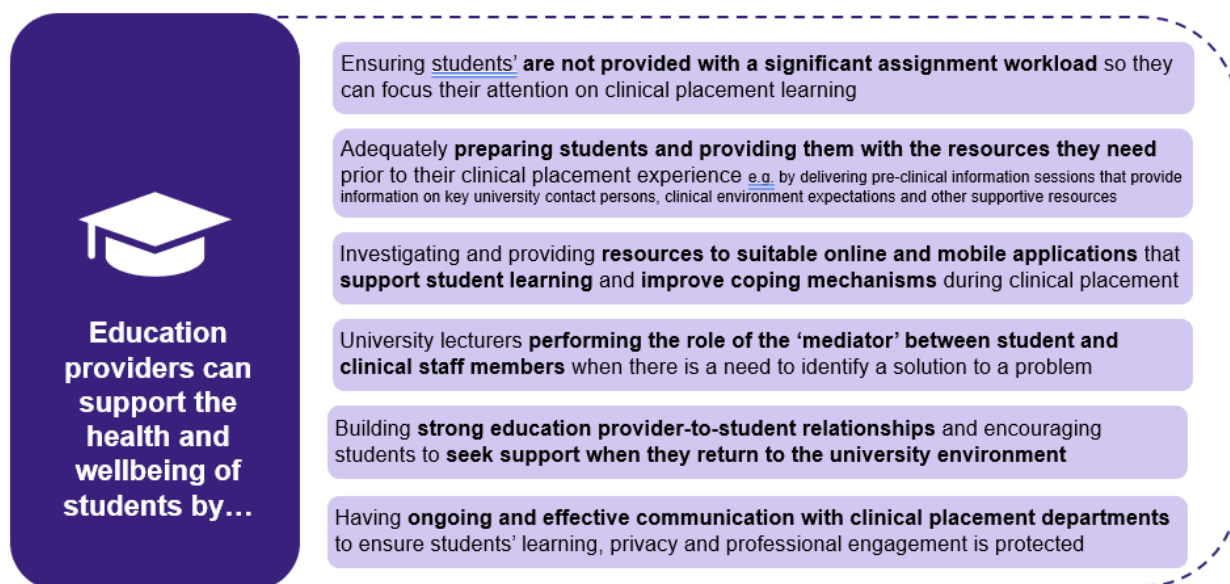 Education
providers can
support the
health and
wellbeing of
students by…
Ensuring students’ are not provided with a significant assignment workload so they
can focus their attention on clinical placement learning
Adequately preparing students and providing them with the resources they need
prior to their clinical placement experience e.g. by delivering pre-clinical information sessions that provide
information on key university contact persons, clinical environment expectations and other supportive resources
Investigating and providing resources to suitable online and mobile applications that
support student learning and improve coping mechanisms during clinical placement
University lecturers performing the role of the ‘mediator’ between student and
clinical staff members when there is a need to identify a solution to a problem
Building strong education provider-to-student relationships and encouraging
students to seek support when they return to the university environment
Having ongoing and effective communication with clinical placement departments
to ensure students’ learning, privacy and professional engagement is protected